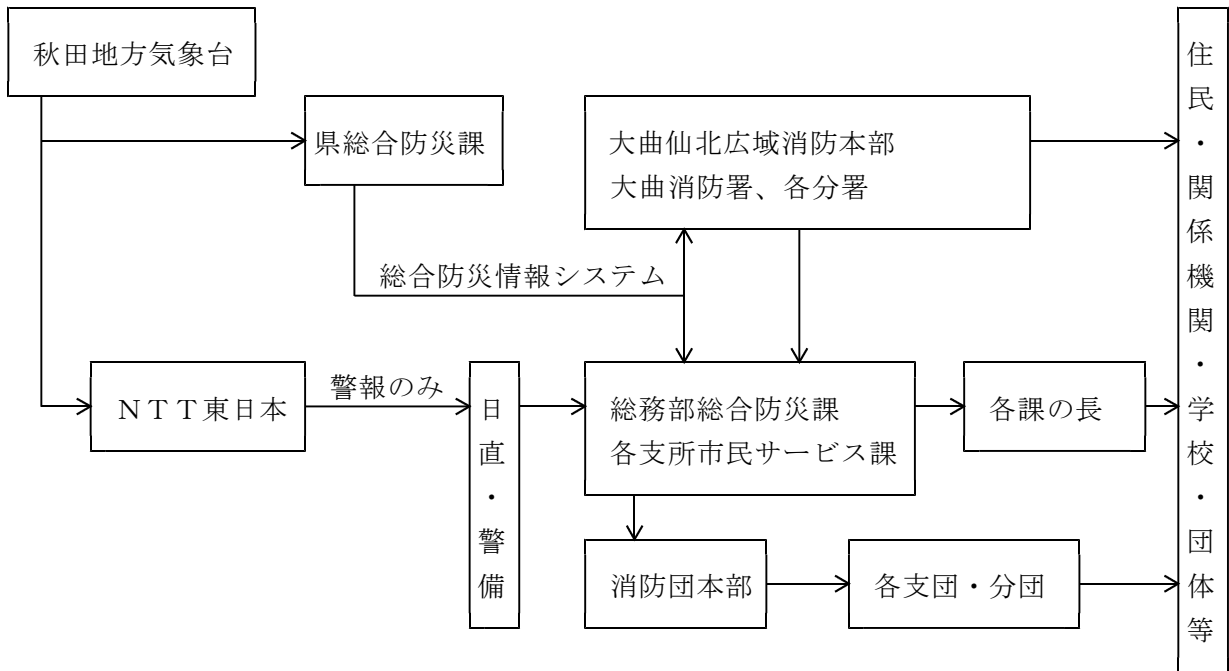 秋田地方気象台
県総合防災課
大曲仙北広域消防本部
大曲消防署、各分署
総合防災情報システム
ＮＴＴ東日本
警報のみ
日直・警備
総務部総合防災課
各支所市民サービス課
各課の長
消防団本部
各支団・分団
住民・関係機関・学校・団体等